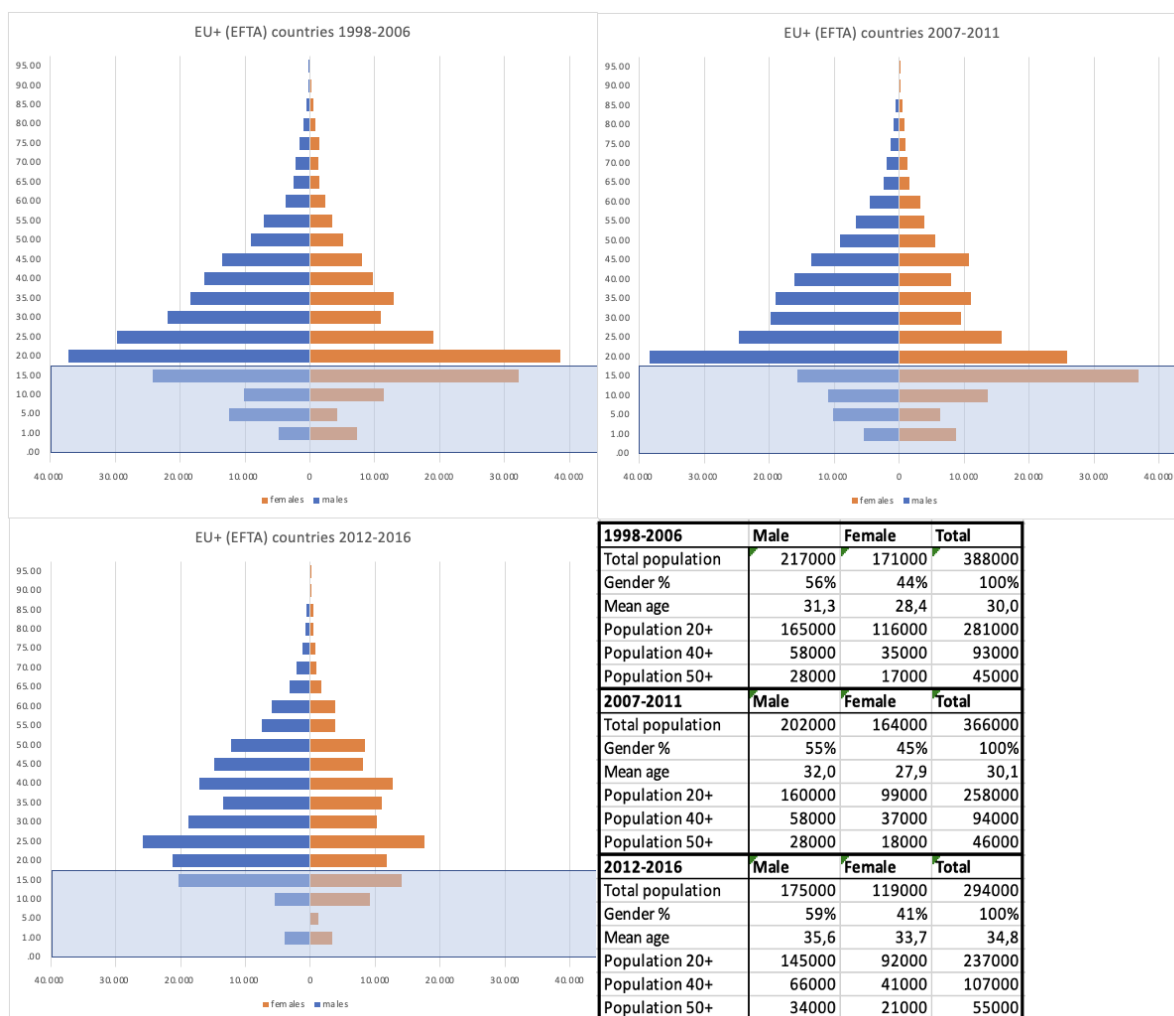 EU+ (EFTA) countries 1998-2006
95.00
90.00
85.00
80.00
75.00
70.00
65.00
60.00
55.00
50.00
45.00
40.00
35.00
30.00
25.00
20.00
15.00
10.00
5.00
1.00
.00
40.000 30.000 20.000 10.000 0 10.000 20.000 30.000 40.000
females males
EU+ (EFTA) countries 2007-2011
95.00
90.00
85.00
80.00
75.00
70.00
65.00
60.00
55.00
50.00
45.00
40.00
35.00
30.00
25.00
20.00
15.00
10.00
5.00
1.00
.00
40.000 30.000 20.000 10.000 0 10.000 20.000 30.000 40.000
females males
EU+ (EFTA) countries 2012-2016
95.00
90.00
85.00
80.00
75.00
70.00
65.00
60.00
55.00
50.00
45.00
40.00
35.00
30.00
25.00
20.00
15.00
10.00
5.00
1.00
.00
40.000 30.000 20.000 10.000 0 10.000 20.000 30.000 40.000
females males
1998-2006 Male Female Total
Total population 217000 171000 388000
Gender % 56% 44% 100%
Mean age 31,3 28,4 30,0
Population 20+ 165000 116000 281000
Population 40+ 58000 35000 93000
Population 50+ 28000 17000 45000
2007-2011 Male Female Total
Total population 202000 164000 366000
Gender % 55% 45% 100%
Mean age 32,0 27,9 30,1
Population 20+ 160000 99000 258000
Population 40+ 58000 37000 94000
Population 50+ 28000 18000 46000
2012-2016 Male Female Total
Total population 175000 119000 294000
Gender % 59% 41% 100%
Mean age 35,6 33,7 34,8
Population 20+ 145000 92000 237000
Population 40+ 66000 41000 107000
Population 50+ 34000 21000 55000